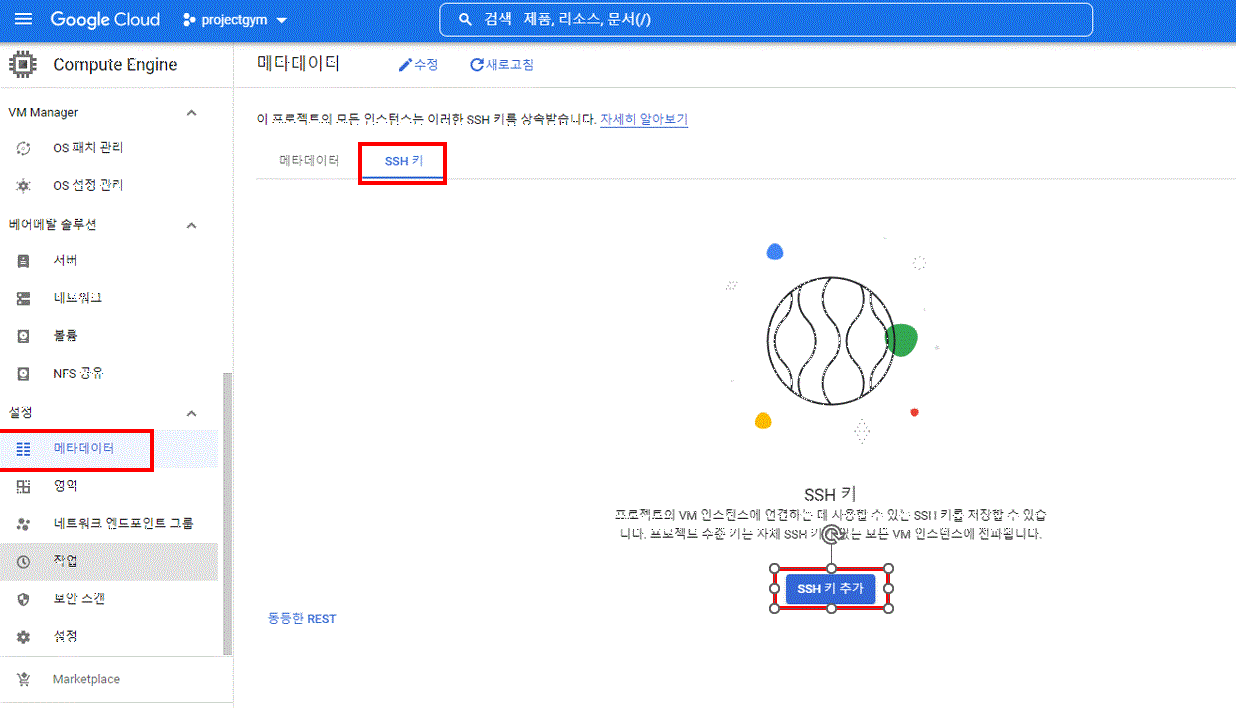 Google Cloud
projectgym
검색 제품, 리소스, 문서(/)
Compute Engine
메타데이터
수정
새로고침
VM Manager
OS 패치 관리
OS 설정 관리
베어메탈 솔루션
서버
네트워크
볼륨
NFS 공유
설정
메타데이터
영역
네트워크 엔드포인트 그룹
작업
보안 스캔
설정
Marketplace
이 프로젝트의 모든 인스턴스는 이러한 SSH 키를 상속받습니다. 자세히 알아보기
메타데이터
SSH 키
SSH 키
프로젝트의 VM 인스턴스에 연결하는 데 사용할 수 있는 SSH 키를 저장할 수 있습
니다. 프로젝트 수준 키는 자체 SSH 없는 모든 VM 인스턴스에 전파됩니다.
SSH 키 추가
동등한 REST